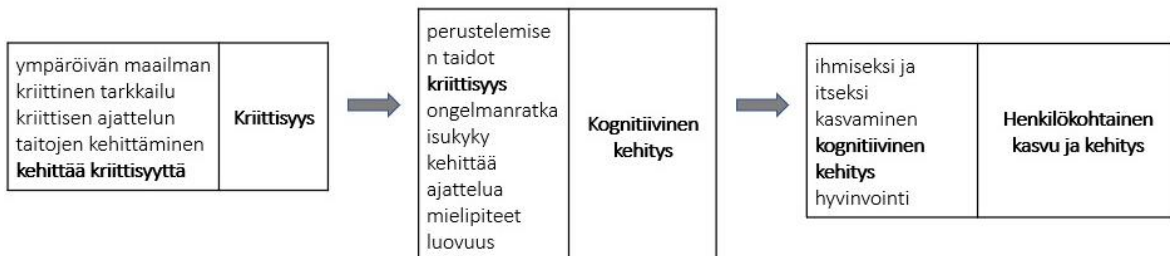 ympäröivän maailman
kriittinen tarkkailu
kriittisen ajattelun
taitojen kehittäminen
kehittää kriittisyyttä
Kriittisyys
perustelemise
n taidot
kriittisyys
ongelmanratka
isukyky
kehittää
ajattelua
mielipiteet
luovuus
Kognitiivinen
kehitys
ihmiseksi ja
itseksi
kasvaminen
kognitiivinen
kehitys
hyvinvointi
Henkilökohtainen
kasvu ja kehitys